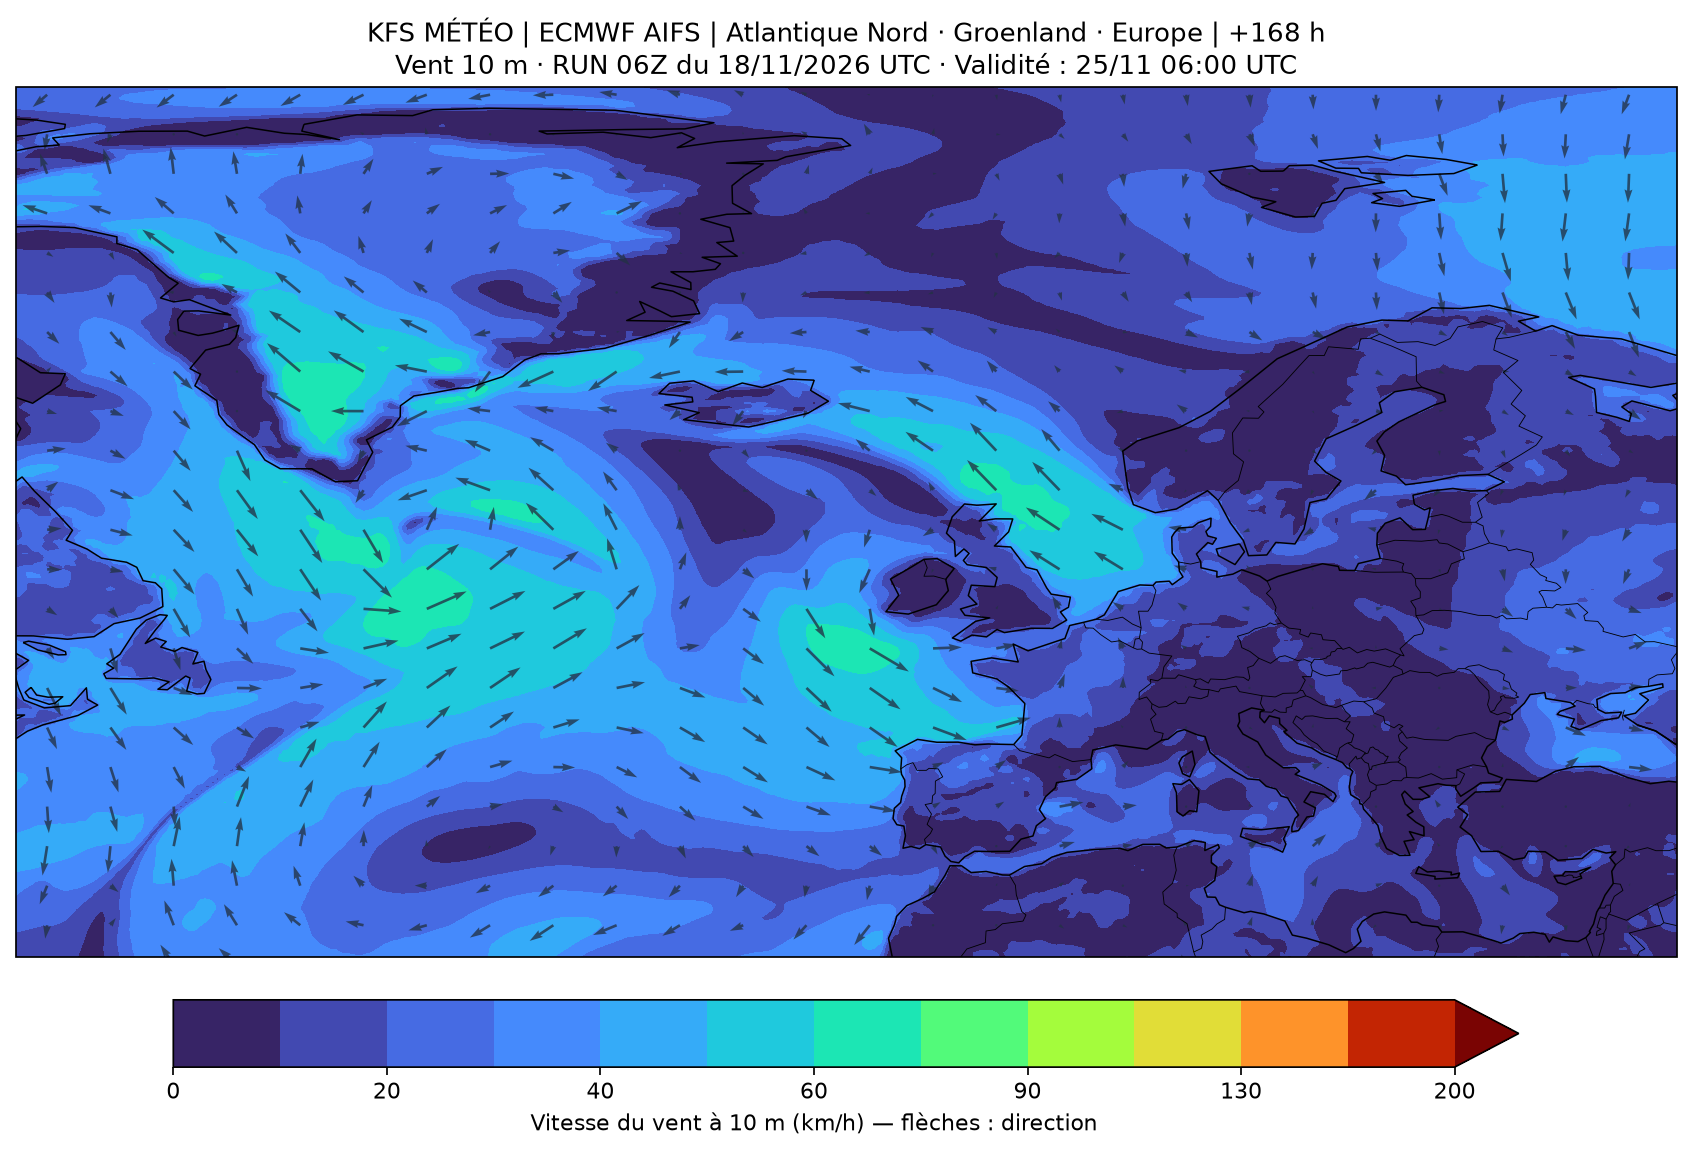 KFS MÉTÉO | ECMWF AIFS | Atlantique Nord · Groenland · Europe | +168 h
Vent 10 m · RUN 06Z du 18/11/2026 UTC · Validité : 25/11 06:00 UTC
0 20 40 60 90 130 200
Vitesse du vent à 10 m (km/h) — flèches : direction